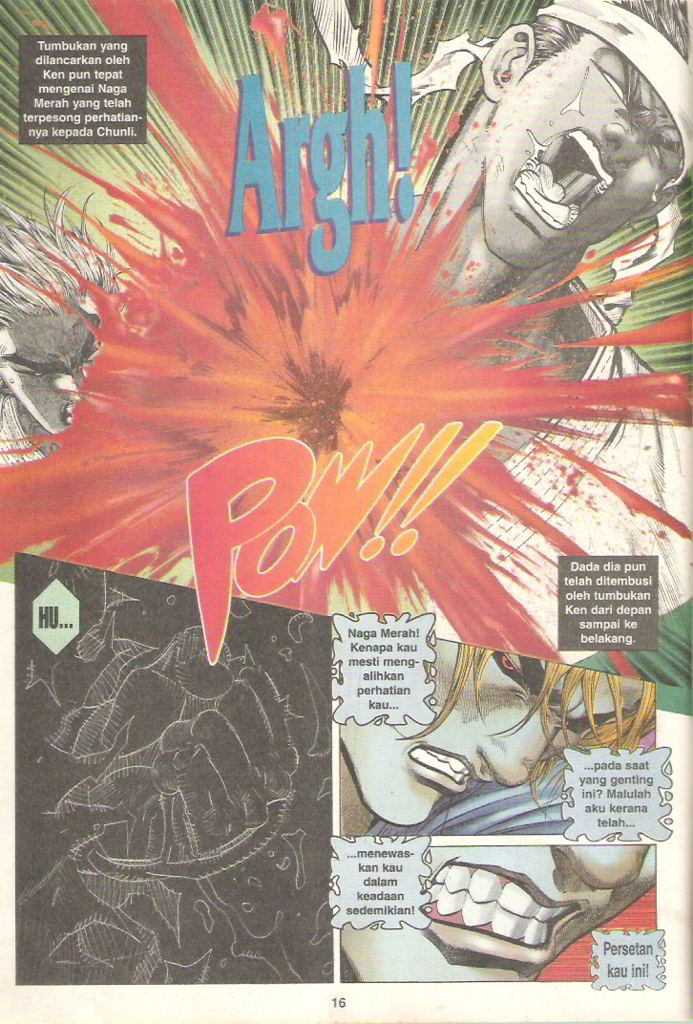 Tumbukan yang
dilancarkan oleh
Ken pun tepat
mengenai Naga
Merah yang telah
terpesong perhatian-
nya kepada Chunli.
Argh!
POW!!!
Dada dia pun
telah ditembusi
oleh tumbukan
Ken dari depan
sampai ke
belakang.
HU...
Naga Merah!
Kenapa kau
mesti meng-
alihkan
perhatian
kau...
...pada saat
yang genting
ini? Malulah
aku kerana
telah...
...menewas-
kan kau
dalam
keadaan
sedemikian!
Persetan
kau ini!
16